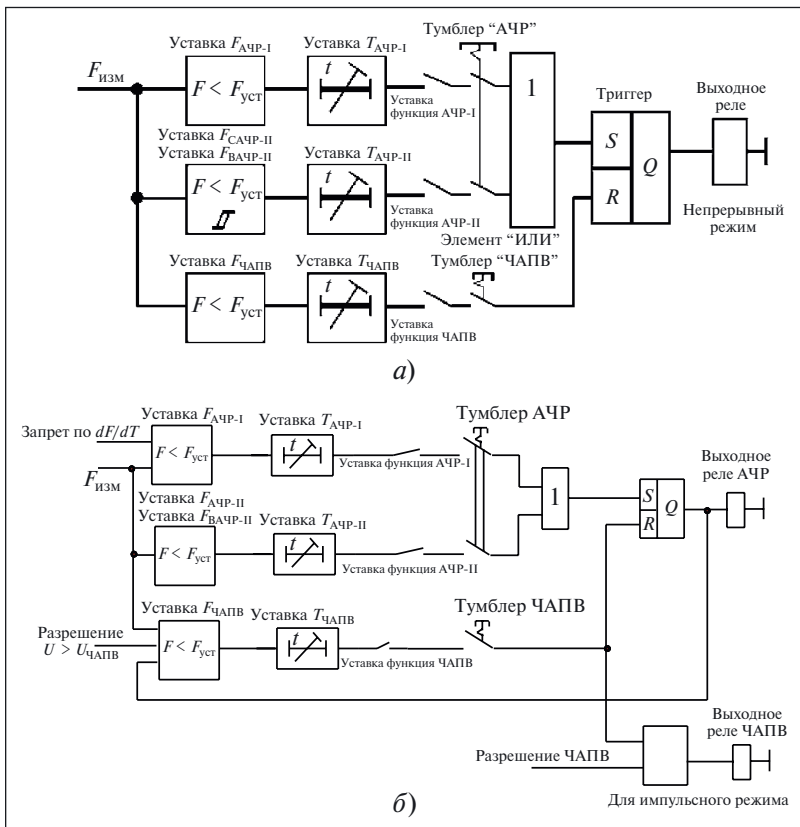 Тумблер “АЧР”
Уставка FАЧР-I
Уставка TАЧР-I
Fизм
F < Fуст
t
Уставка
функция АЧР-I
1
Триггер
Выходное
реле
Уставка FСАЧР-II
Уставка FВАЧР-II
Уставка TАЧР-II
F < Fуст
t
Уставка
функция АЧР-II
S
R
Q
Непрерывный
режим
Элемент “ИЛИ”
Уставка FЧАПВ
Уставка TЧАПВ
Тумблер “ЧАПВ”
F < Fуст
t
Уставка
функция ЧАПВ
а)
Уставка FАЧР-I
Тумблер АЧР
Запрет по dF/dT
Уставка TАЧР-I
F < Fуст
t
Уставка функция АЧР-I
Выходное
реле АЧР
Fизм
Уставка FАЧР-II
Уставка FВАЧР-II
Уставка TАЧР-II
1
S
R
Q
F < Fуст
t
Уставка функция АЧР-II
Уставка FЧАПВ
Уставка TЧАПВ
Тумблер ЧАПВ
Разрешение
U > UЧАПВ
F < Fуст
t
Уставка функция ЧАПВ
Выходное
реле ЧАПВ
Разрешение ЧАПВ
Для импульсного режима
б)